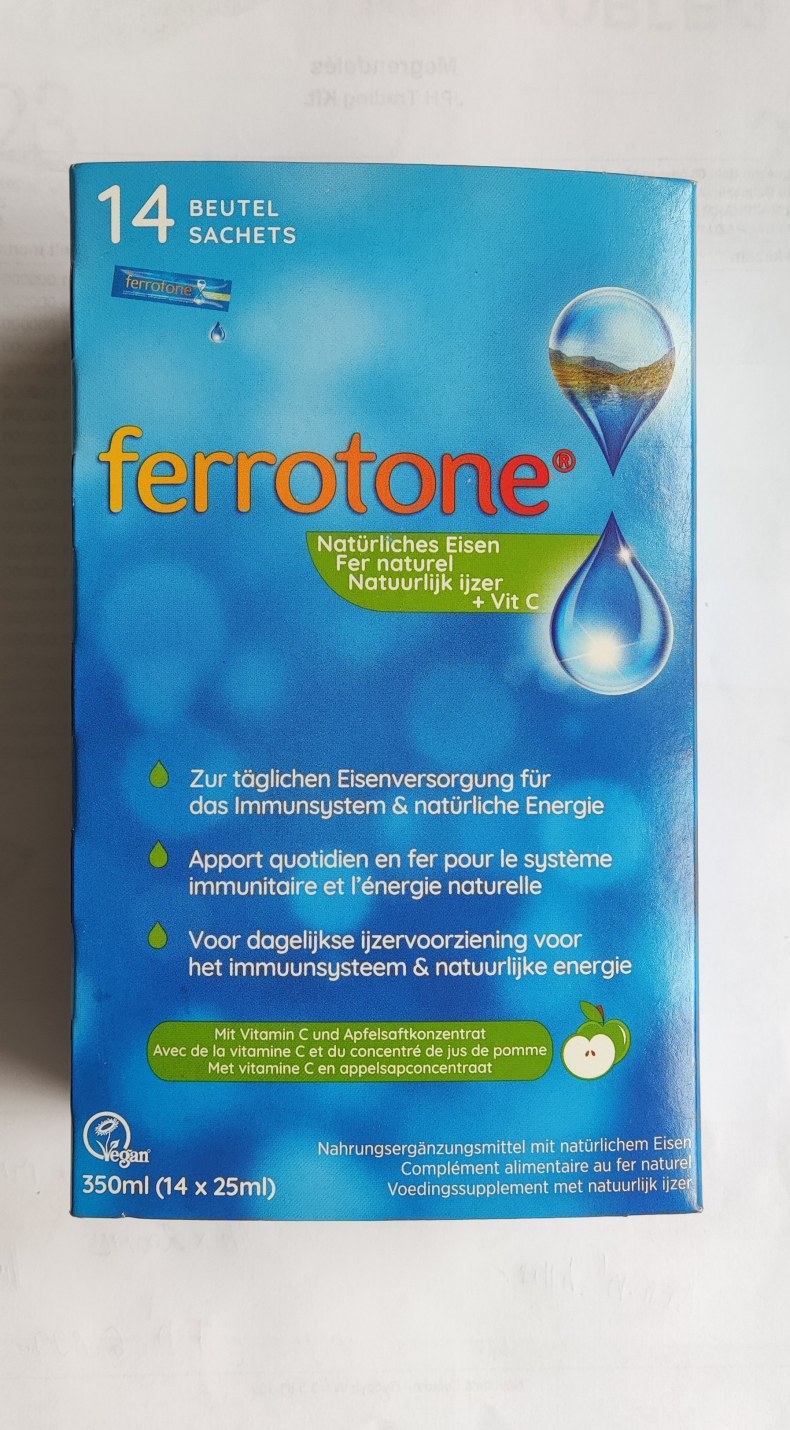 14 BEUTEL
SACHETS
ferrotone
ferrotone®
Natürliches Eisen
Fer naturel
Natuurlijk ijzer
+ Vit C
Zur täglichen Eisenversorgung für
das Immunsystem & natürliche Energie
Apport quotidien en fer pour le système
immunitaire et l'énergie naturelle
Voor dagelijkse ijzervoorziening voor
het immuunsysteem & natuurlijke energie
Mit Vitamin C und Apfelsaftkonzentrat
Avec de la vitamine C et du concentré de jus de pomme
Met vitamine C en appelsapconcentraat
Vegan
350ml (14 x 25ml)
Nahrungsergänzungsmittel mit natürlichem Eisen
Complément alimentaire au fer naturel
Voedingssupplement met natuurlijk ijzer